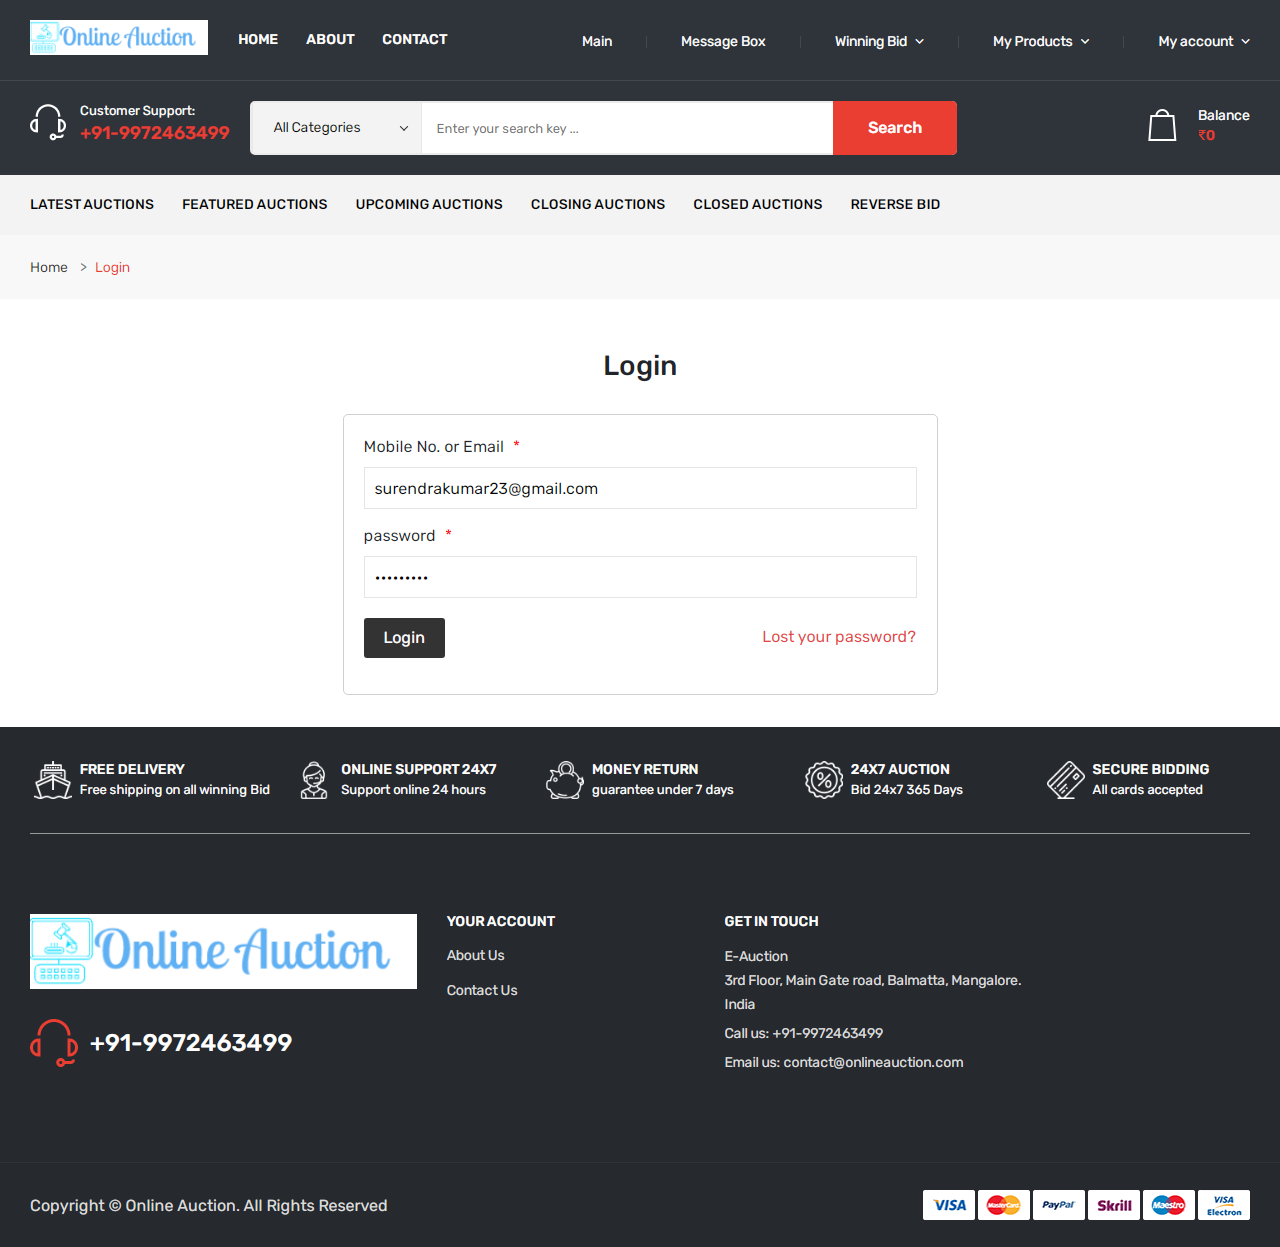 Online Auction
HOME ABOUT CONTACT
Main Message Box Winning Bid My Products My account
Customer Support:
+91-9972463499
All Categories
Enter your search key ...
Search
Balance
₹0
LATEST AUCTIONS FEATURED AUCTIONS UPCOMING AUCTIONS CLOSING AUCTIONS CLOSED AUCTIONS REVERSE BID
Home > Login
Login
Mobile No. or Email *
surendrakumar23@gmail.com
password *
•••••••••
Login
Lost your password?
FREE DELIVERY
Free shipping on all winning Bid
ONLINE SUPPORT 24X7
Support online 24 hours
MONEY RETURN
guarantee under 7 days
24X7 AUCTION
Bid 24x7 365 Days
SECURE BIDDING
All cards accepted
Online Auction
+91-9972463499
YOUR ACCOUNT
About Us
Contact Us
GET IN TOUCH
E-Auction
3rd Floor, Main Gate road, Balmatta, Mangalore.
India
Call us: +91-9972463499
Email us: contact@onlineauction.com
Copyright © Online Auction. All Rights Reserved
VISA MasterCard PayPal Skrill Maestro VISA Electron